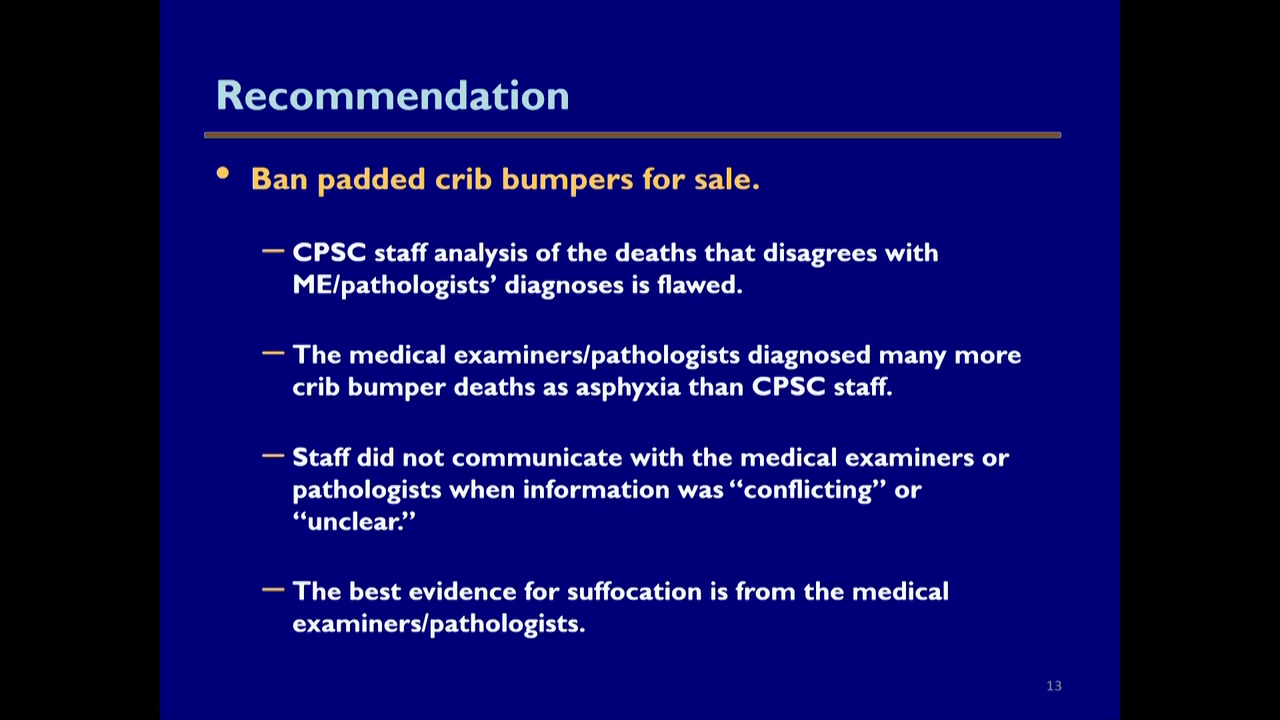 Recommendation
• Ban padded crib bumpers for sale.
— CPSC staff analysis of the deaths that disagrees with
ME/pathologists’ diagnoses is flawed.
— The medical examiners/pathologists diagnosed many more
crib bumper deaths as asphyxia than CPSC staff.
— Staff did not communicate with the medical examiners or
pathologists when information was “conflicting” or
“unclear.”
— The best evidence for suffocation is from the medical
examiners/pathologists.
13